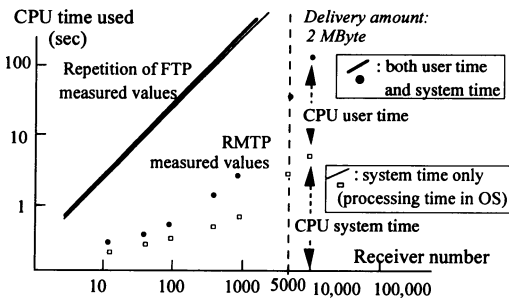 CPU time used
(sec)
Delivery amount:
2 MByte
100
Repetition of FTP
measured values
: both user time
and system time
CPU user time
10
RMTP
measured values
: system time only
(processing time in OS)
1
CPU system time
Receiver number
10
100
1000
5000
10,000
100,000